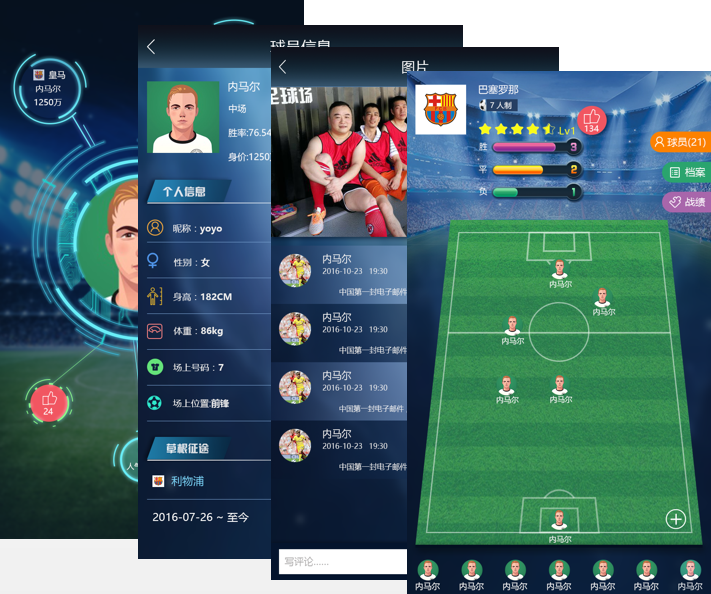 皇马
内马尔
1250万
24
人气
球员信息
内马尔
中场
胜率:76.54
身价:1250
个人信息
昵称：yoyo
性别：女
身高：182CM
体重：86kg
场上号码：7
场上位置:前锋
草根征途
利物浦
2016-07-26 ~ 至今
图片
足球场
内马尔
2016-10-23 19:30
中国第一封电子邮件
内马尔
2016-10-23 19:30
中国第一封电子邮件
内马尔
2016-10-23 19:30
中国第一封电子邮件
内马尔
2016-10-23 19:30
中国第一封电子邮件
写评论......
巴塞罗那
7 人制
Lv1
134
胜 3
平 2
负 1
球员(21)
档案
战绩
内马尔
内马尔
内马尔
内马尔
内马尔
内马尔
内马尔 内马尔 内马尔 内马尔 内马尔 内马尔 内马尔